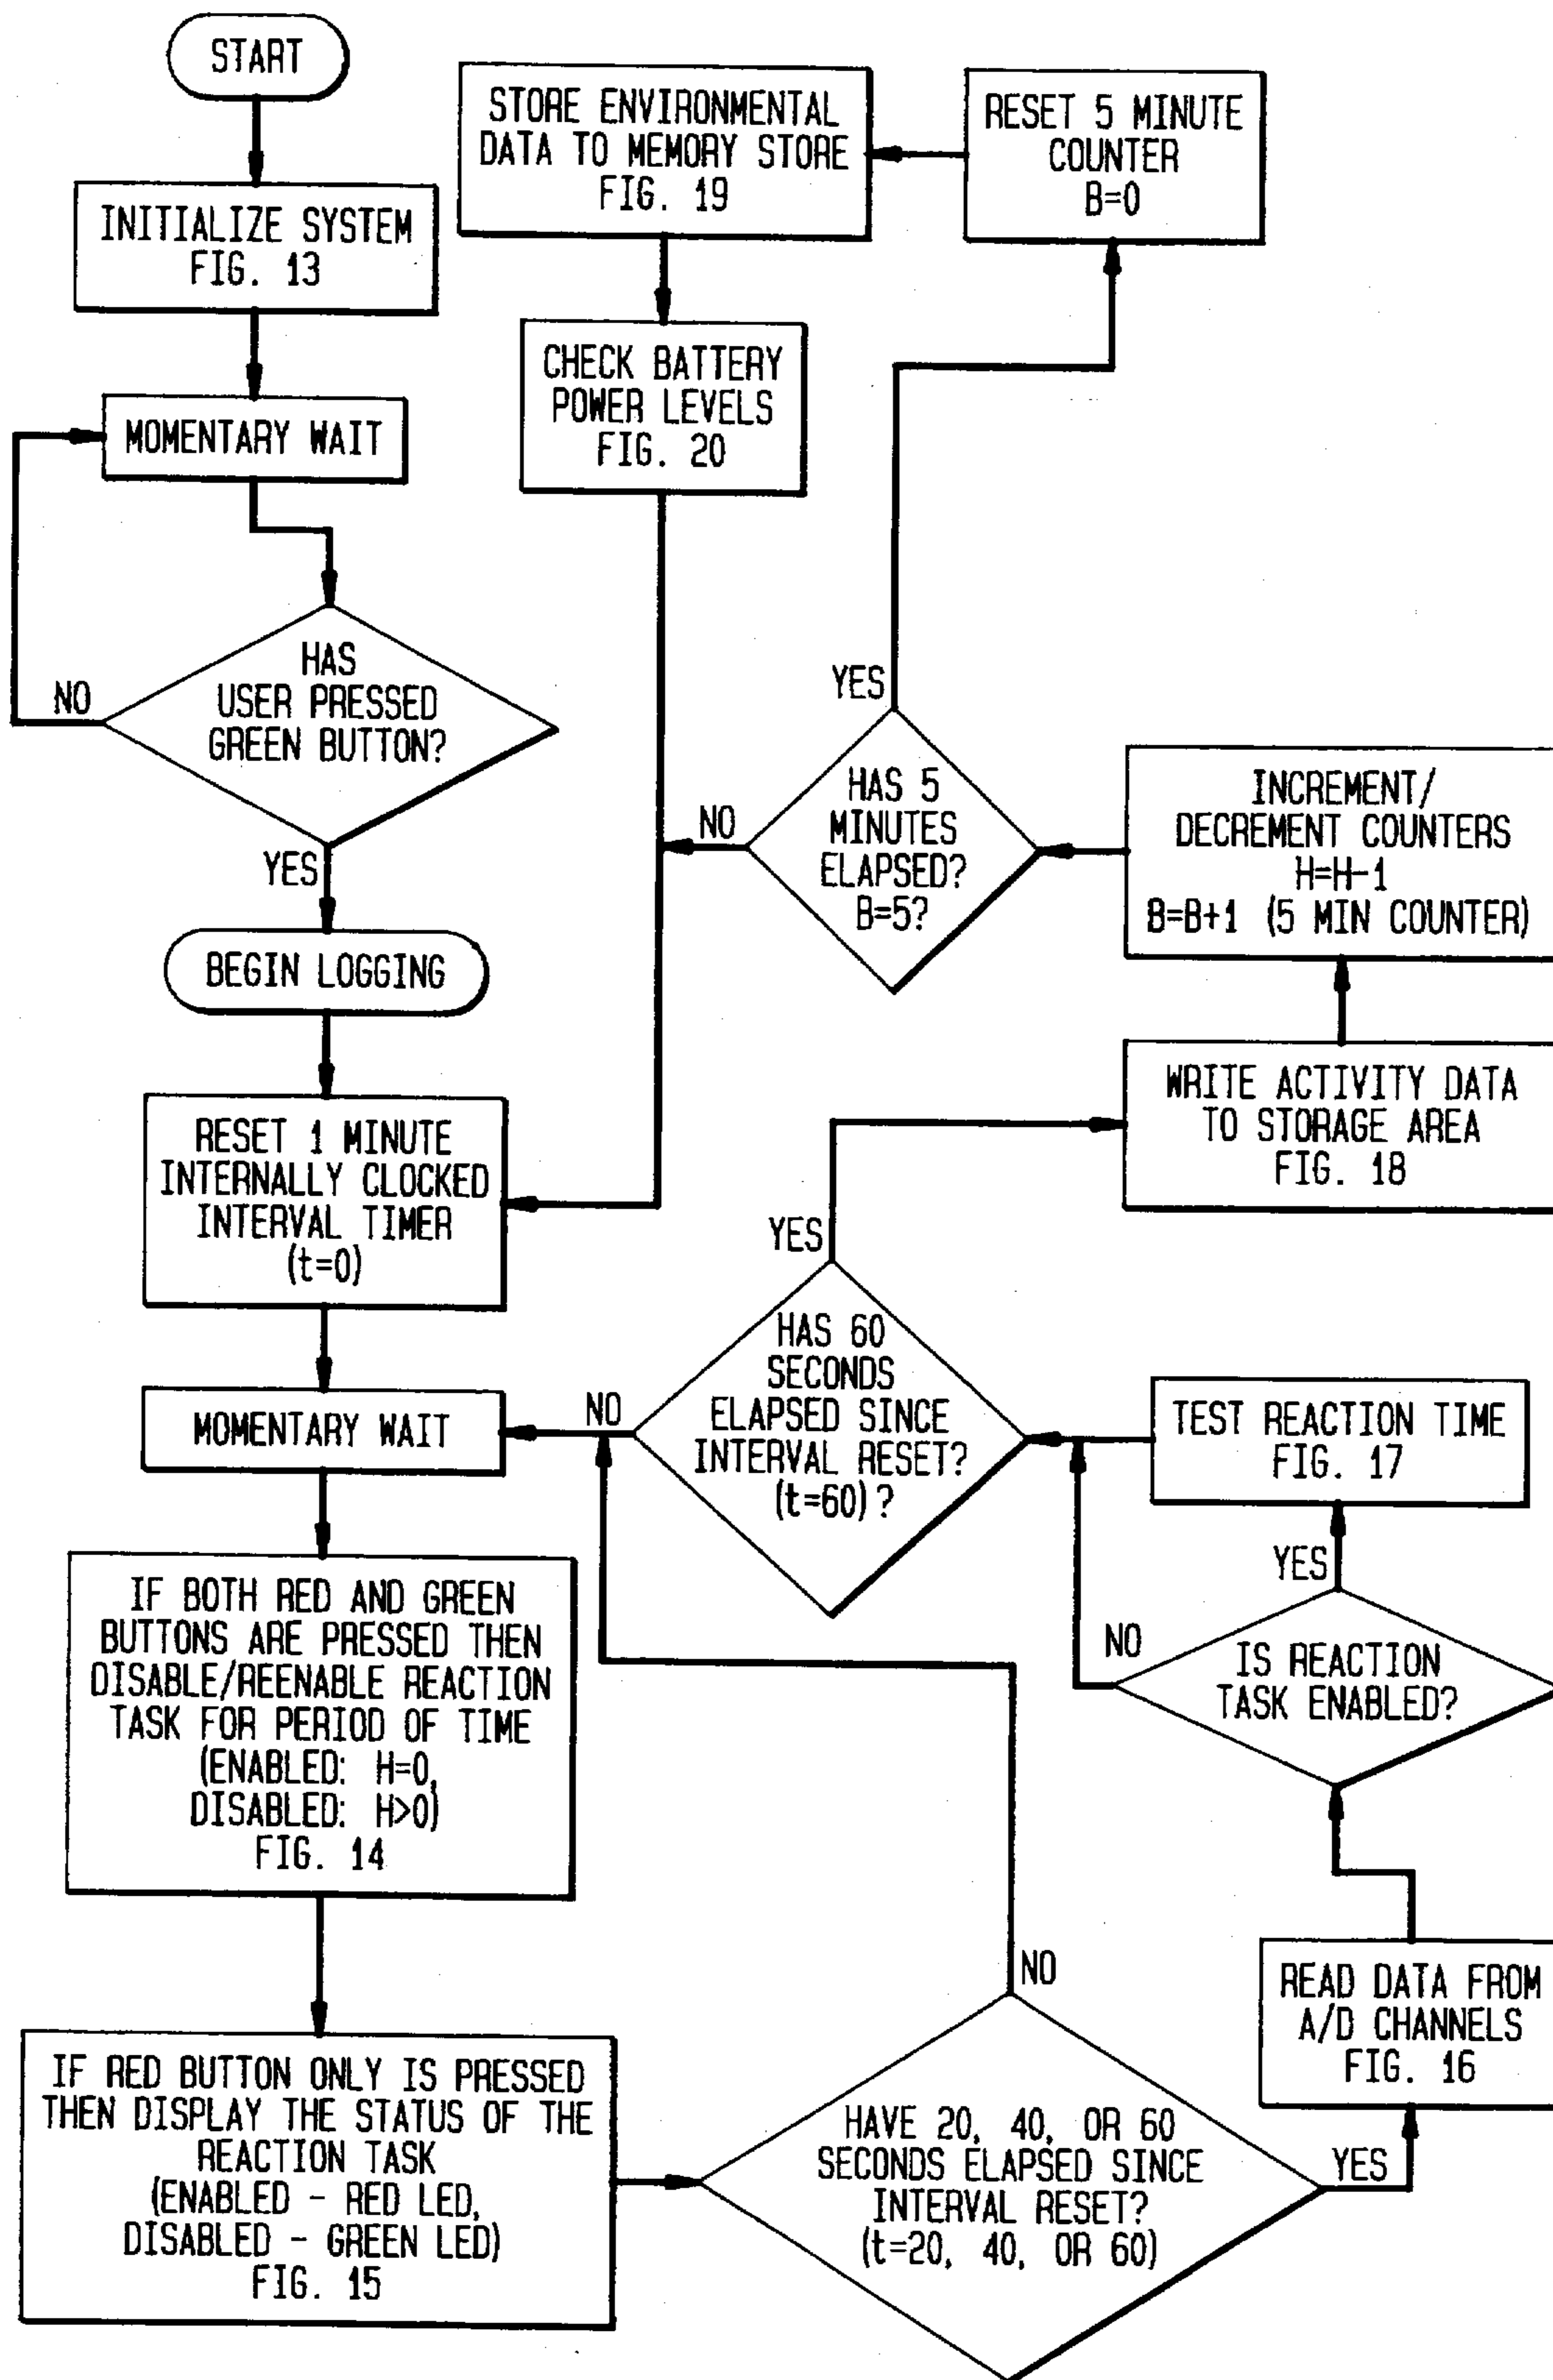 START
INITIALIZE SYSTEM
FIG. 13
MOMENTARY WAIT
HAS
USER PRESSED
GREEN BUTTON?
NO
YES
BEGIN LOGGING
RESET 1 MINUTE
INTERNALLY CLOCKED
INTERVAL TIMER
(t=0)
MOMENTARY WAIT
IF BOTH RED AND GREEN
BUTTONS ARE PRESSED THEN
DISABLE/REENABLE REACTION
TASK FOR PERIOD OF TIME
(ENABLED: H=0,
DISABLED: H>0)
FIG. 14
IF RED BUTTON ONLY IS PRESSED
THEN DISPLAY THE STATUS OF THE
REACTION TASK
(ENABLED - RED LED,
DISABLED - GREEN LED)
FIG. 15
HAVE 20, 40, OR 60
SECONDS ELAPSED SINCE
INTERVAL RESET?
(t=20, 40, OR 60)
NO
YES
READ DATA FROM
A/D CHANNELS
FIG. 16
IS REACTION
TASK ENABLED?
NO
YES
TEST REACTION TIME
FIG. 17
HAS 60
SECONDS
ELAPSED SINCE
INTERVAL RESET?
(t=60)?
NO
YES
WRITE ACTIVITY DATA
TO STORAGE AREA
FIG. 18
INCREMENT/
DECREMENT COUNTERS
H=H-1
B=B+1 (5 MIN COUNTER)
HAS 5
MINUTES
ELAPSED?
B=5?
NO
YES
RESET 5 MINUTE
COUNTER
B=0
STORE ENVIRONMENTAL
DATA TO MEMORY STORE
FIG. 19
CHECK BATTERY
POWER LEVELS
FIG. 20